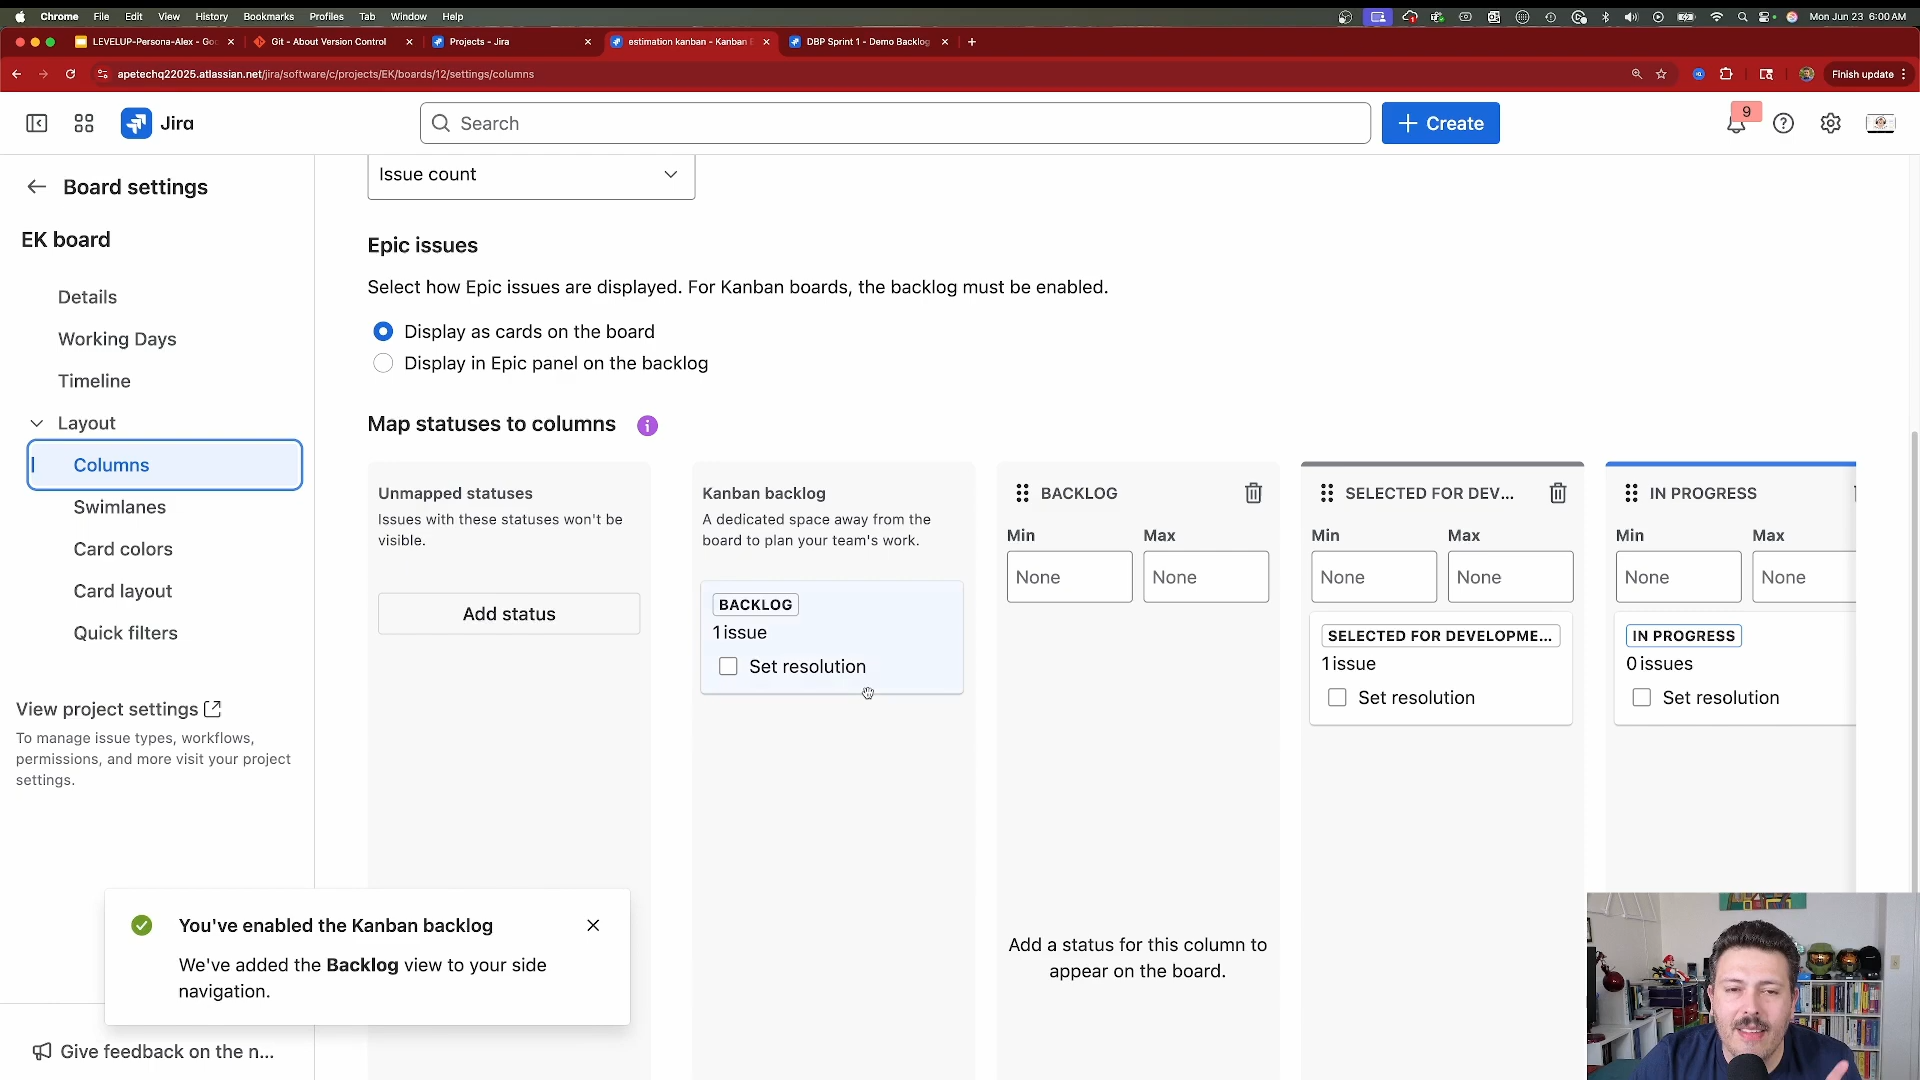 Chrome File Edit View History Bookmarks Profiles Tab Window Help
Mon Jun 23 6:00 AM
LEVELUP-Persona-Alex - Goo
Git - About Version Control
Projects - Jira
estimation kanban - Kanban
DBP Sprint 1 - Demo Backlog
apetechq22025.atlassian.net/jira/software/c/projects/EK/boards/12/settings/columns
Finish update
Jira
Search
Create
9
Board settings
EK board
Details
Working Days
Timeline
Layout
Columns
Swimlanes
Card colors
Card layout
Quick filters
View project settings
To manage issue types, workflows,
permissions, and more visit your project
settings.
Give feedback on the n...
Issue count
Epic issues
Select how Epic issues are displayed. For Kanban boards, the backlog must be enabled.
Display as cards on the board
Display in Epic panel on the backlog
Map statuses to columns
Unmapped statuses
Issues with these statuses won't be
visible.
Add status
Kanban backlog
A dedicated space away from the
board to plan your team's work.
BACKLOG
1 issue
Set resolution
BACKLOG
Min Max
None None
Add a status for this column to
appear on the board.
SELECTED FOR DEV...
Min Max
None None
SELECTED FOR DEVELOPME...
1 issue
Set resolution
IN PROGRESS
Min Max
None None
IN PROGRESS
0 issues
Set resolution
You've enabled the Kanban backlog
We've added the Backlog view to your side
navigation.